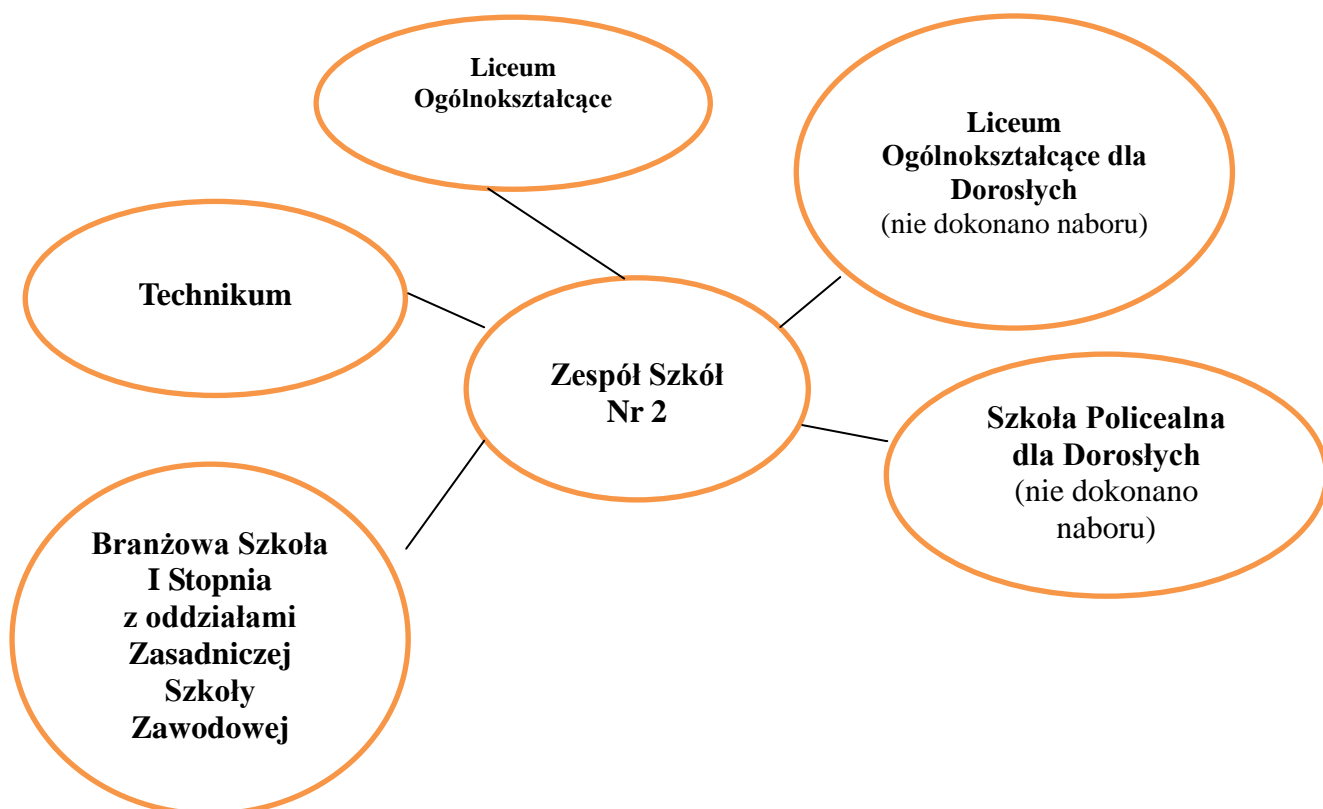 Liceum
Ogólnokształcące
Liceum
Ogólnokształcące dla
Dorosłych
(nie dokonano naboru)
Technikum
Zespół Szkół
Nr 2
Szkoła Policealna
dla Dorosłych
(nie dokonano
naboru)
Branżowa Szkoła
I Stopnia
z oddziałami
Zasadniczej
Szkoły
Zawodowej